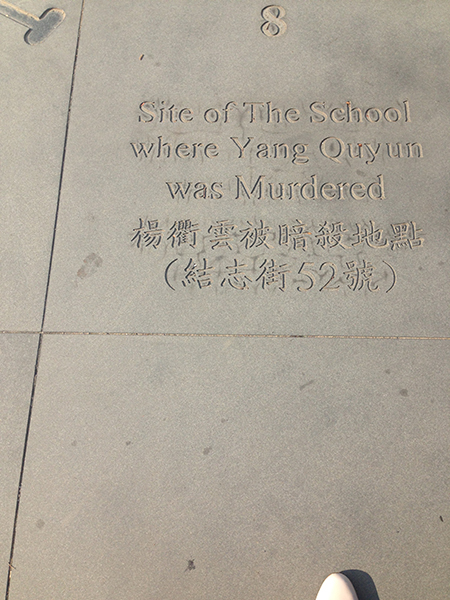 8
Site of The School
where Yang Quyun
was Murdered
楊衢雲被暗殺地點
(結志街52號)